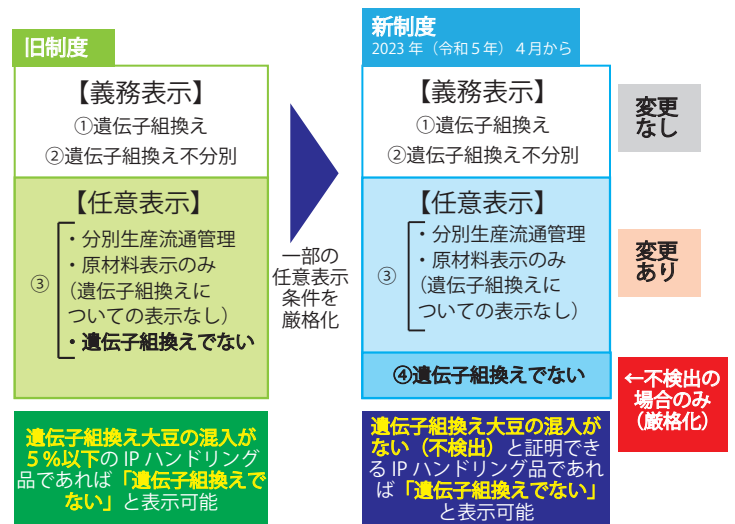 旧制度
【義務表示】
①遺伝子組換え
②遺伝子組換え不分別
【任意表示】
③
・分別生産流通管理
・原材料表示のみ
（遺伝子組換えに
ついての表示なし）
・遺伝子組換えでない
遺伝子組換え大豆の混入が
５%以下の IP ハンドリング
品であれば「遺伝子組換えで
ない」と表示可能
一部の
任意表示
条件を
厳格化
新制度
2023 年（令和５年）４月から
【義務表示】
①遺伝子組換え
②遺伝子組換え不分別
【任意表示】
③
・分別生産流通管理
・原材料表示のみ
（遺伝子組換えに
ついての表示なし）
④遺伝子組換えでない
遺伝子組換え大豆の混入が
ない（不検出）と証明でき
る IP ハンドリング品であれ
ば「遺伝子組換えでない」
と表示可能
変更
なし
変更
あり
←不検出の
場合のみ
（厳格化）